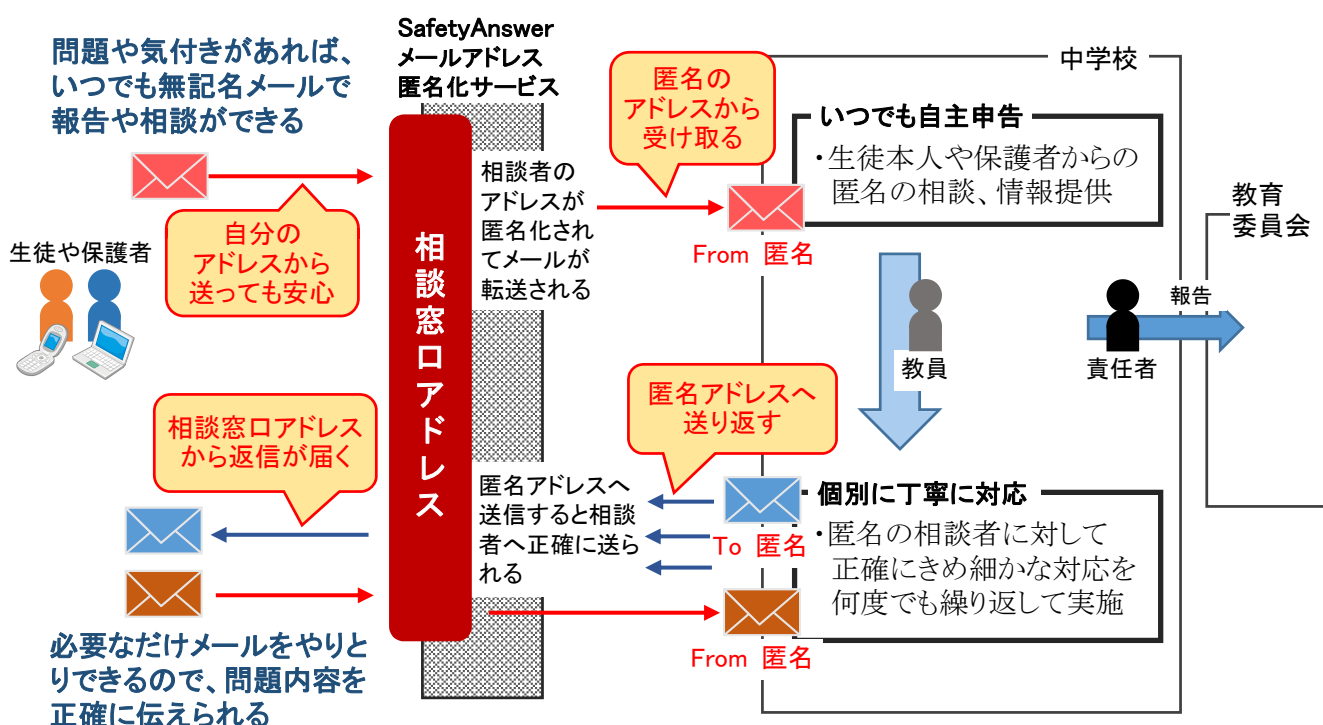 問題や気付きがあれば、
いつでも無記名メールで
報告や相談ができる
SafetyAnswer
メールアドレス
匿名化サービス
匿名の
アドレスから
受け取る
中学校
いつでも自主申告
・生徒本人や保護者からの
匿名の相談、情報提供
教育
委員会
相談者の
アドレスが
匿名化され
てメールが
転送される
自分の
アドレスから
送っても安心
生徒や保護者
相談窓口アドレス
From 匿名
教員
責任者
報告
匿名アドレスへ
送り返す
相談窓口アドレス
から返信が届く
匿名アドレスへ
送信すると相談
者へ正確に送ら
れる
To 匿名
個別に丁寧に対応
・匿名の相談者に対して
正確にきめ細かな対応を
何度でも繰り返して実施
From 匿名
必要なだけメールをやりと
りできるので、問題内容を
正確に伝えられる